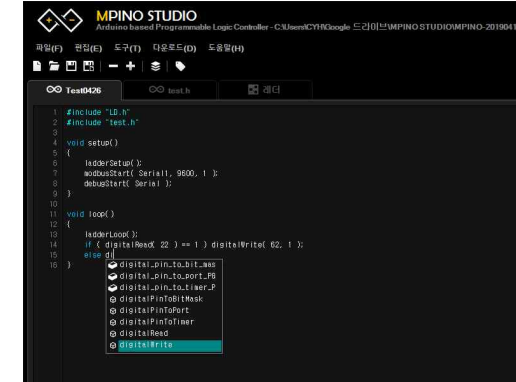 MPINO STUDIO
Arduino based Programmable Logic Controller - C:\Users\CYH\Google 드라이브\MPINO STUDIO\MPINO-2019041
파일(F) 편집(E) 도구(T) 다운로드(D) 도움말(H)
Test0426 test.h 레더
1 #include "LD.h"
2 #include "test.h"
3
4 void setup()
5 {
6 ladderSetup( );
7 modbusStart( Serial1, 9600, 1 );
8 debugStart( Serial );
9 }
10
11 void loop()
12 {
13 ladderLoop( );
14 if ( digitalRead( 22 ) == 1 ) digitalWrite( 62, 1 );
15 else di
16 }
digital_pin_to_bit_mas
digital_pin_to_port_PG
digital_pin_to_timer_P
digitalPinToBitMask
digitalPinToPort
digitalPinToTimer
digitalRead
digitalWrite